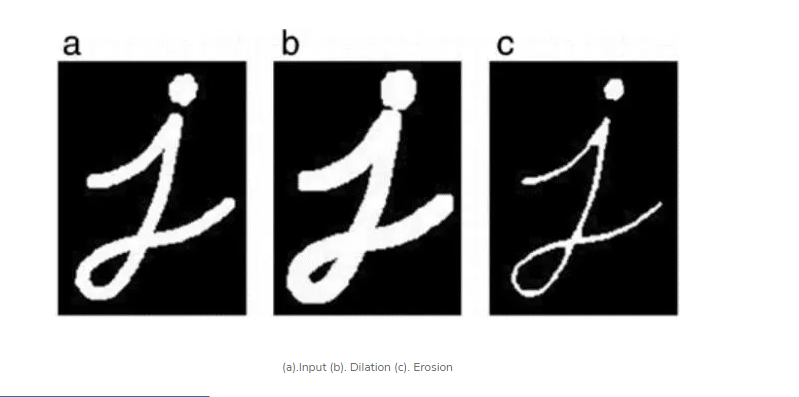 a b c
j j j
(a).Input (b). Dilation (c). Erosion